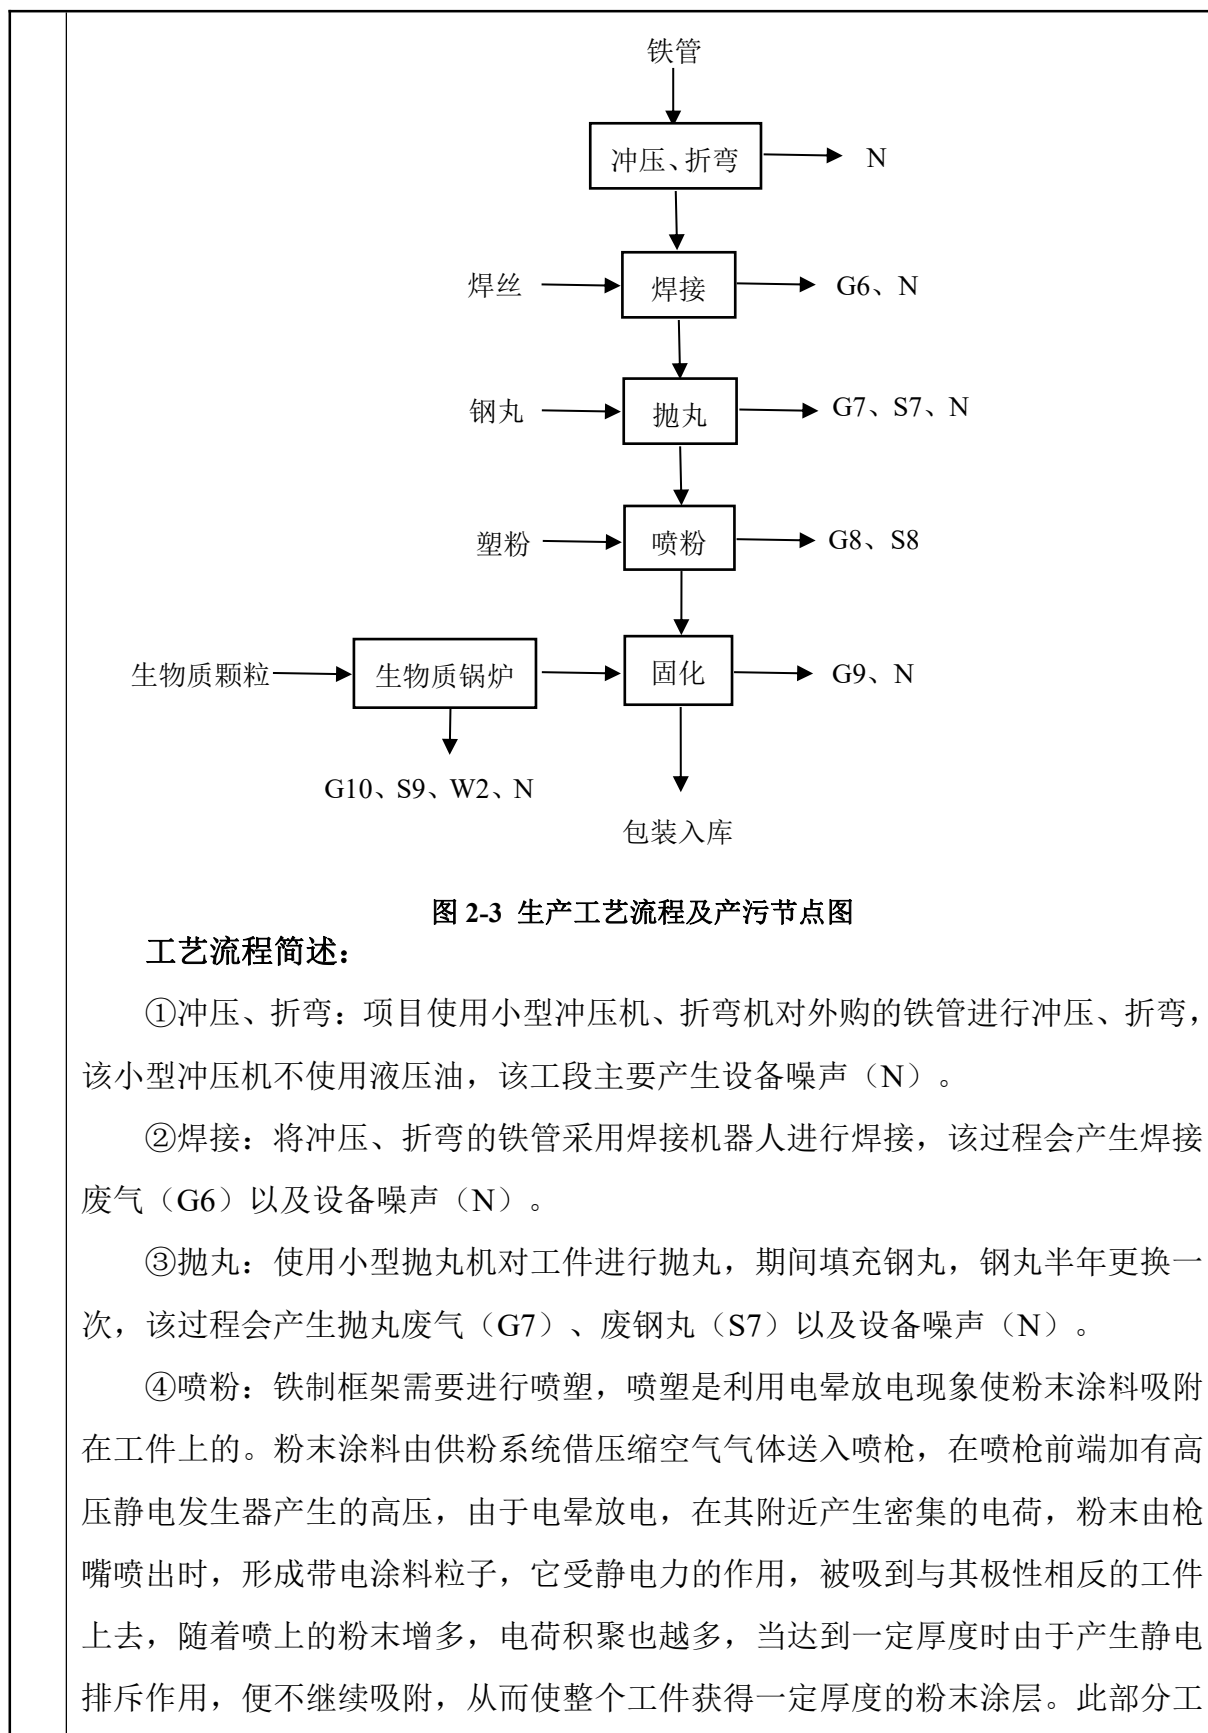 铁管
冲压、折弯
N
焊丝
焊接
G6、N
钢丸
抛丸
G7、S7、N
塑粉
喷粉
G8、S8
生物质颗粒
生物质锅炉
固化
G9、N
G10、S9、W2、N
包装入库
图 2-3 生产工艺流程及产污节点图
工艺流程简述：
①冲压、折弯：项目使用小型冲压机、折弯机对外购的铁管进行冲压、折弯，
该小型冲压机不使用液压油，该工段主要产生设备噪声（N）。
②焊接：将冲压、折弯的铁管采用焊接机器人进行焊接，该过程会产生焊接
废气（G6）以及设备噪声（N）。
③抛丸：使用小型抛丸机对工件进行抛丸，期间填充钢丸，钢丸半年更换一
次，该过程会产生抛丸废气（G7）、废钢丸（S7）以及设备噪声（N）。
④喷粉：铁制框架需要进行喷塑，喷塑是利用电晕放电现象使粉末涂料吸附
在工件上的。粉末涂料由供粉系统借压缩空气气体送入喷枪，在喷枪前端加有高
压静电发生器产生的高压，由于电晕放电，在其附近产生密集的电荷，粉末由枪
嘴喷出时，形成带电涂料粒子，它受静电力的作用，被吸到与其极性相反的工件
上去，随着喷上的粉末增多，电荷积聚也越多，当达到一定厚度时由于产生静电
排斥作用，便不继续吸附，从而使整个工件获得一定厚度的粉末涂层。此部分工